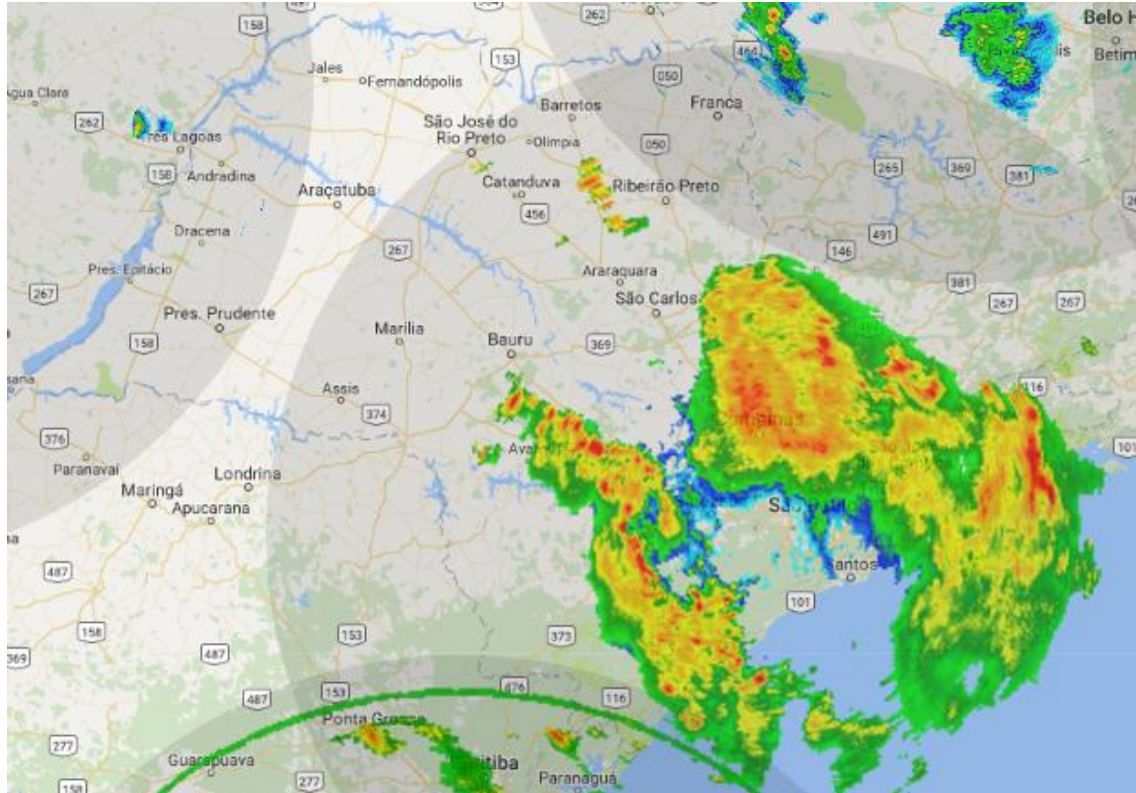 158
262
Belo H
Betim
464
153
050
Jales
Fernandópolis
Agua Clara
262
Barretos
Franca
São José do
Rio Preto
Olímpia
050
Três Lagoas
158
Andradina
Araçatuba
Catanduva
456
Ribeirão Preto
265
369
381
Dracena
267
491
146
Pres. Epitácio
267
Araraquara
São Carlos
381
267
267
Pres. Prudente
158
Marília
Bauru
369
Assis
374
116
376
Paranavaí
Londrina
Maringá
Apucarana
101
487
Santos
101
158
153
373
369
487
487
153
476
116
Ponta Grossa
277
Guarapuava
277
158
Paranaguá